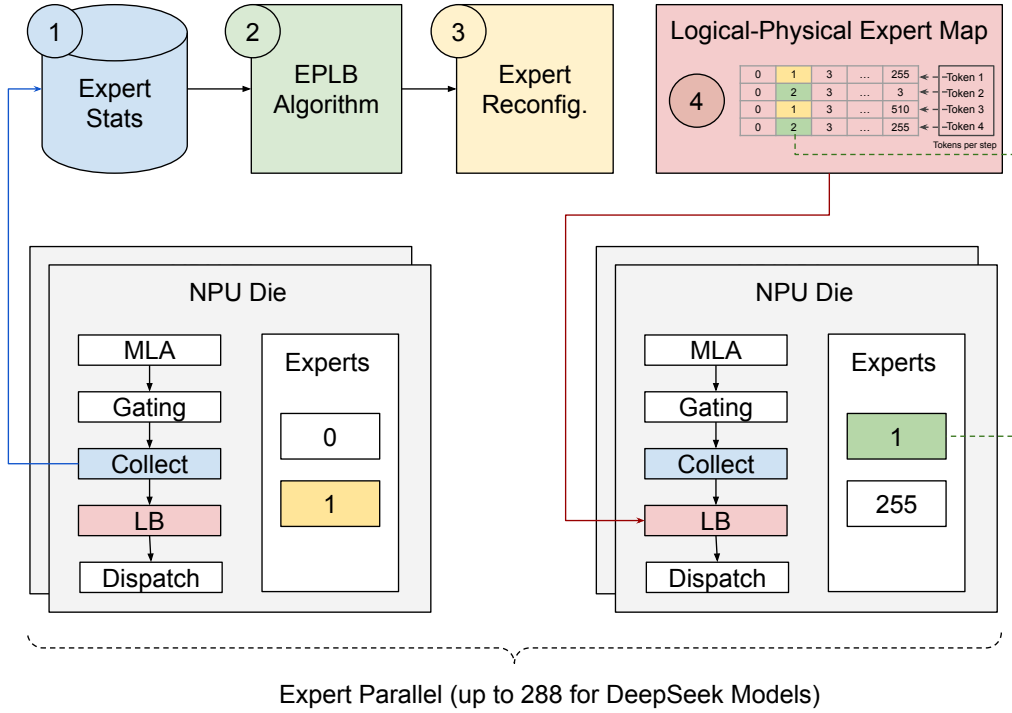 1
Expert
Stats
2
EPLB
Algorithm
3
Expert
Reconfig.
Logical-Physical Expert Map
4
0 1 3 ... 255 Token 1
0 2 3 ... 3 Token 2
0 1 3 ... 510 Token 3
0 2 3 ... 255 Token 4
Tokens per step
NPU Die
MLA
Gating
Collect
LB
Dispatch
Experts
0
1
NPU Die
MLA
Gating
Collect
LB
Dispatch
Experts
1
255
Expert Parallel (up to 288 for DeepSeek Models)